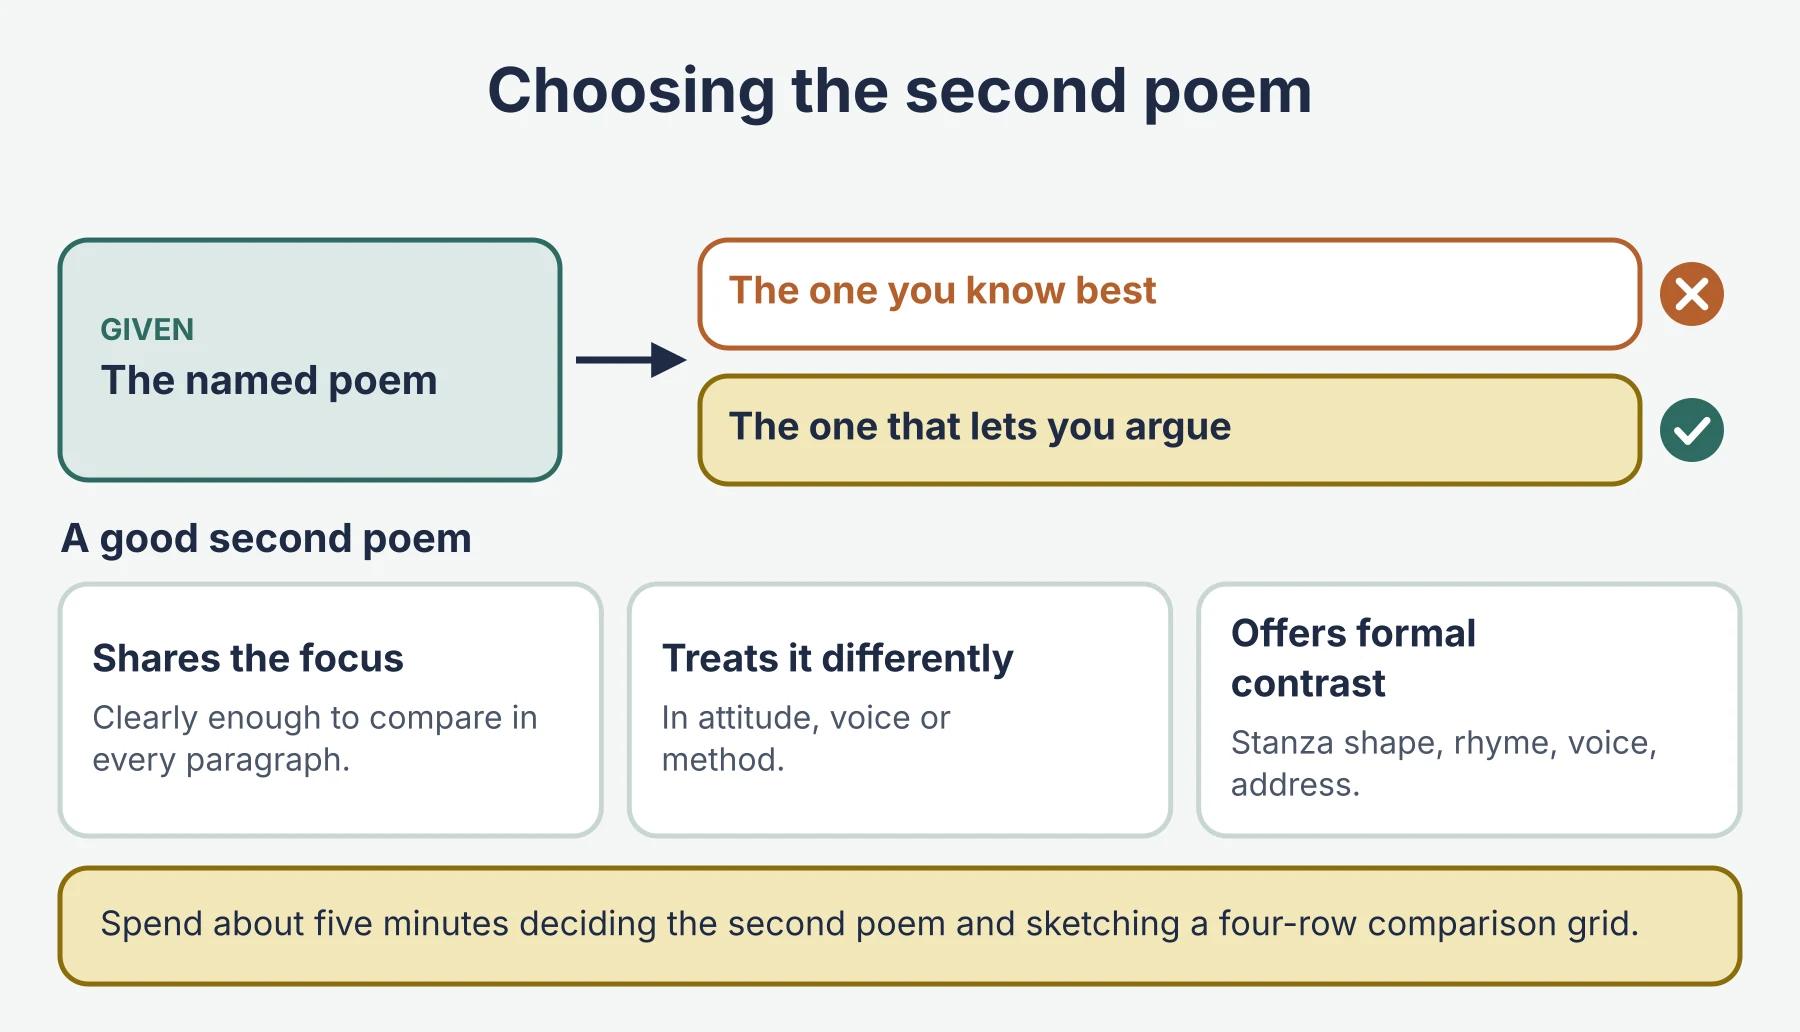 Choosing the second poem
GIVEN
The named poem
The one you know best
The one that lets you argue
A good second poem
Shares the focus
Clearly enough to compare in
every paragraph.
Treats it differently
In attitude, voice or
method.
Offers formal
contrast
Stanza shape, rhyme, voice,
address.
Spend about five minutes deciding the second poem and sketching a four-row comparison grid.